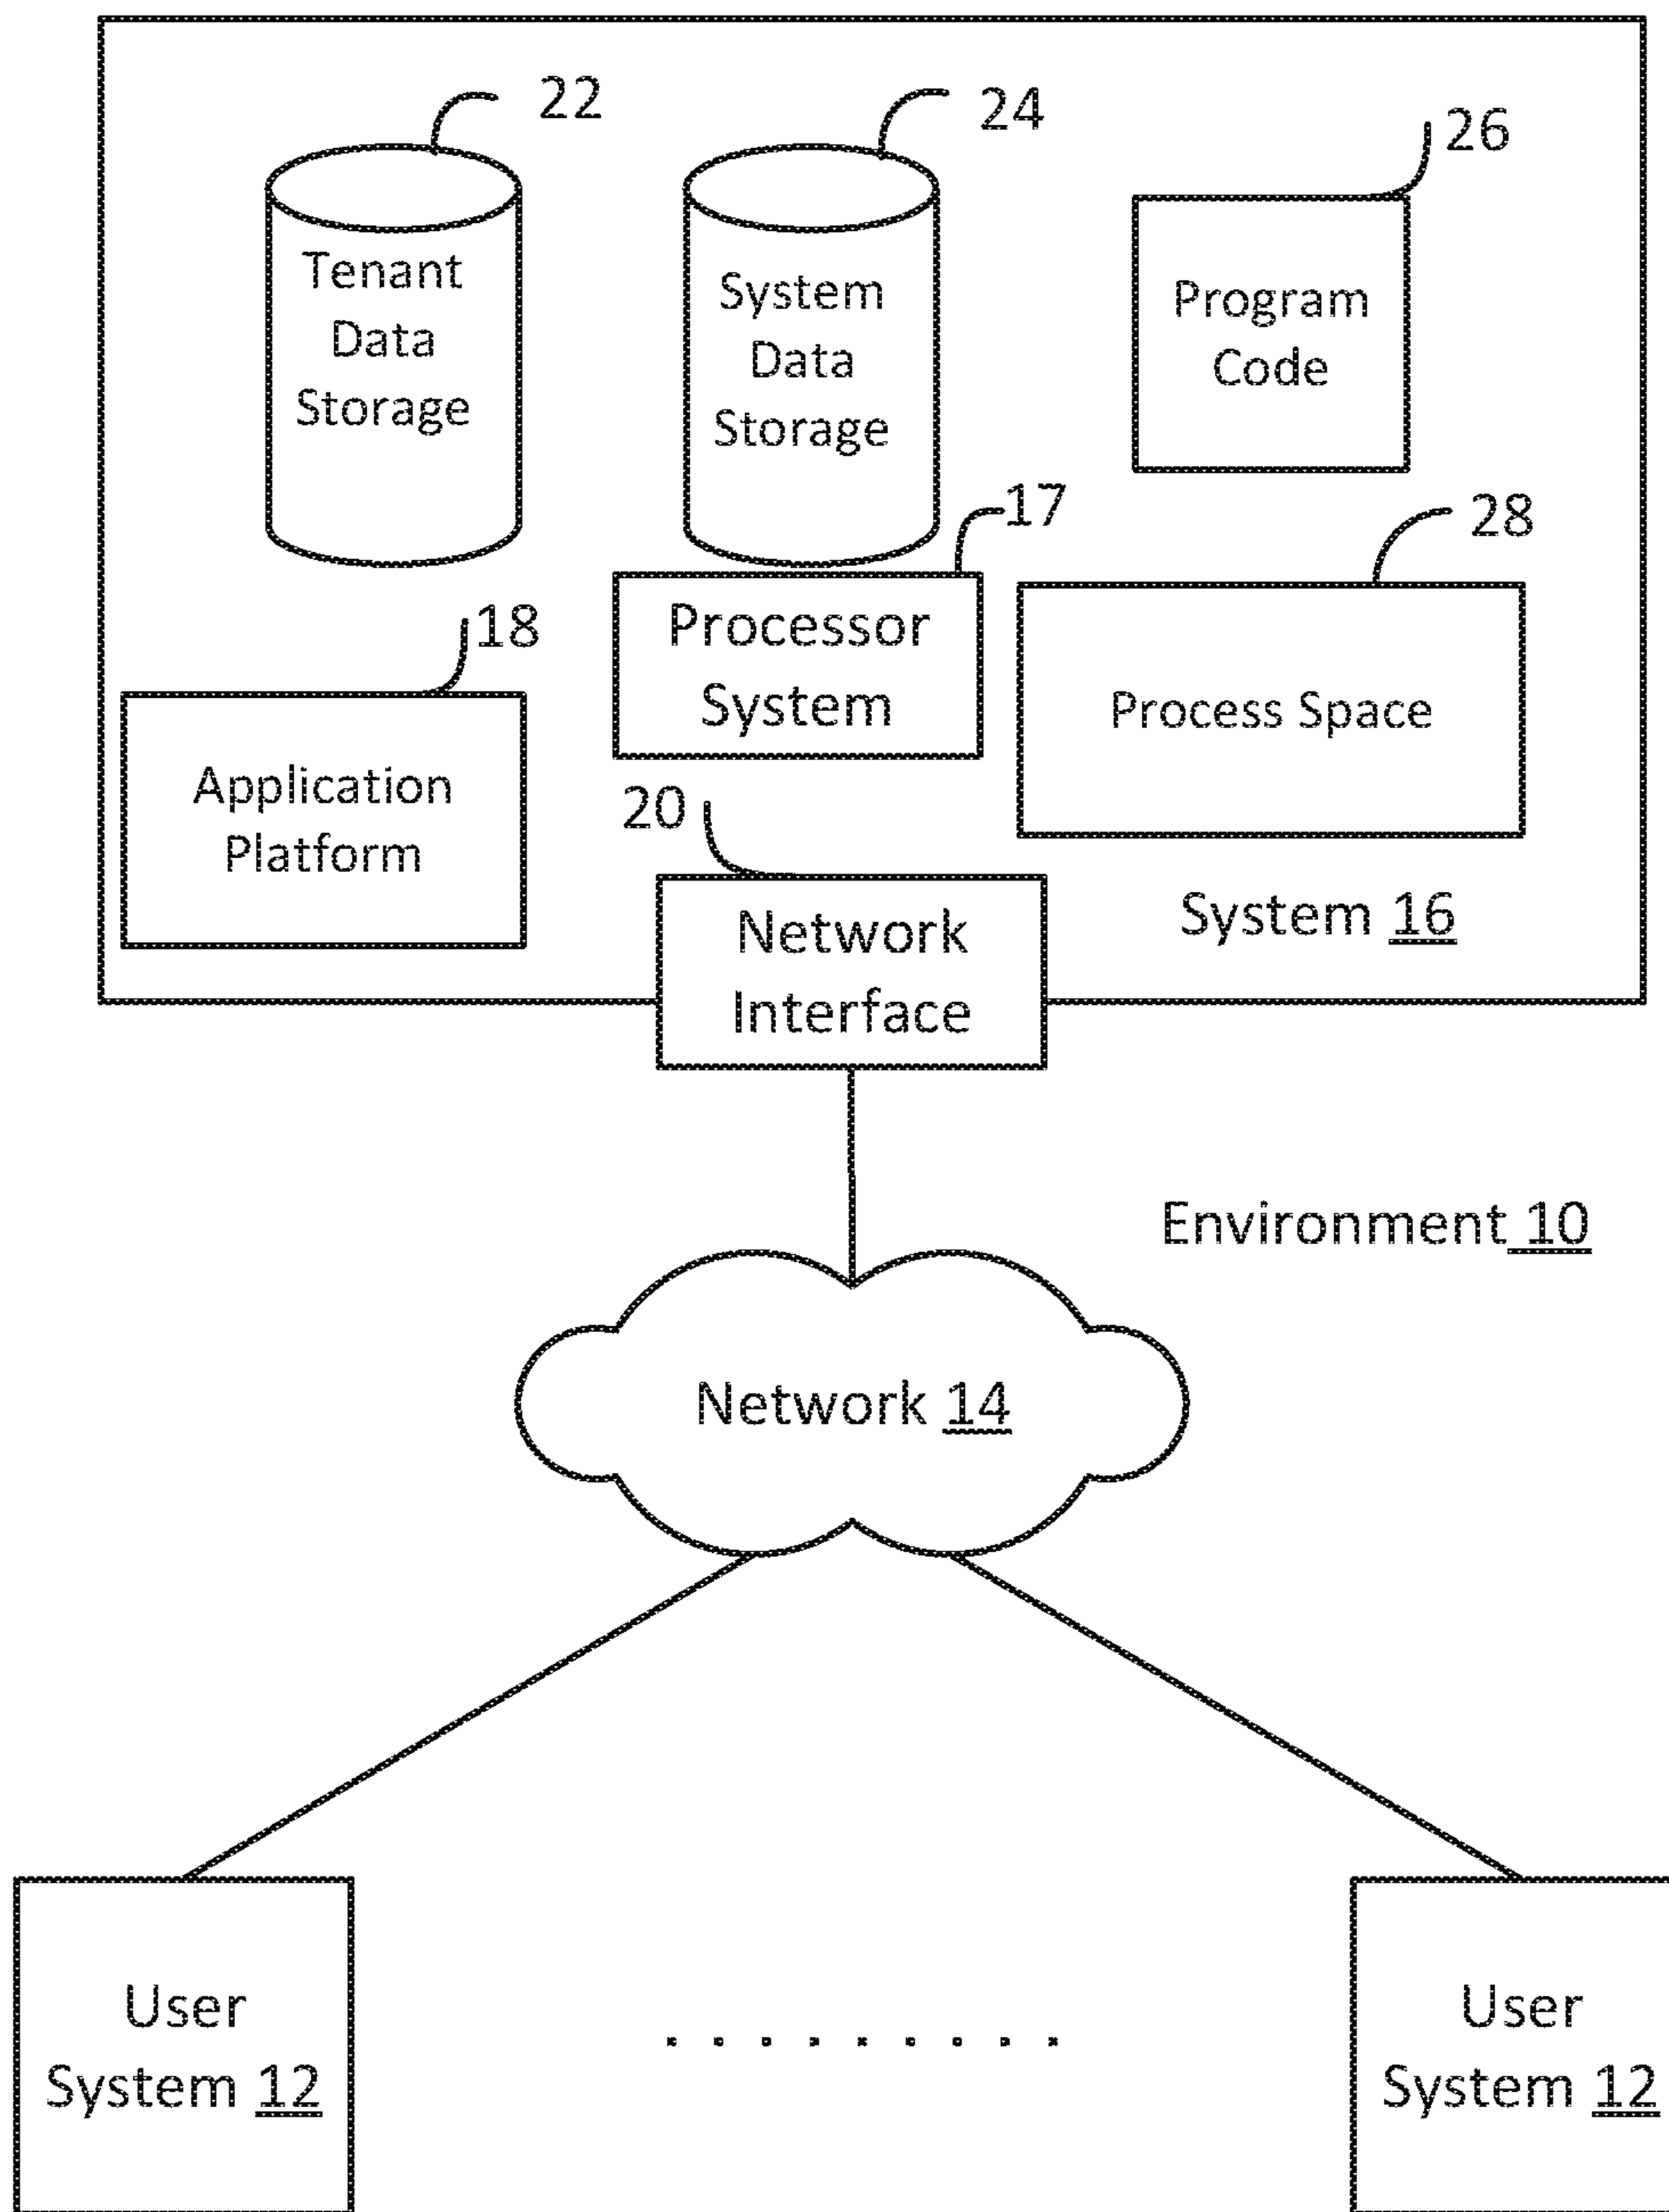 22
24
26
Tenant
Data
Storage
System
Data
Storage
Program
Code
17
28
18
Processor
System
Process Space
Application
Platform
20
Network
Interface
System 16
Environment 10
Network 14
User
System 12
User
System 12